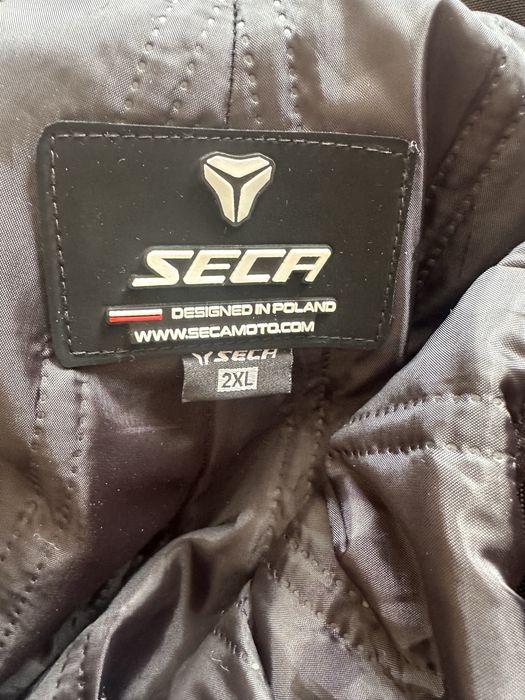 SECA
DESIGNED IN POLAND
WWW.SECAMOTO.COM
SECA
2XL